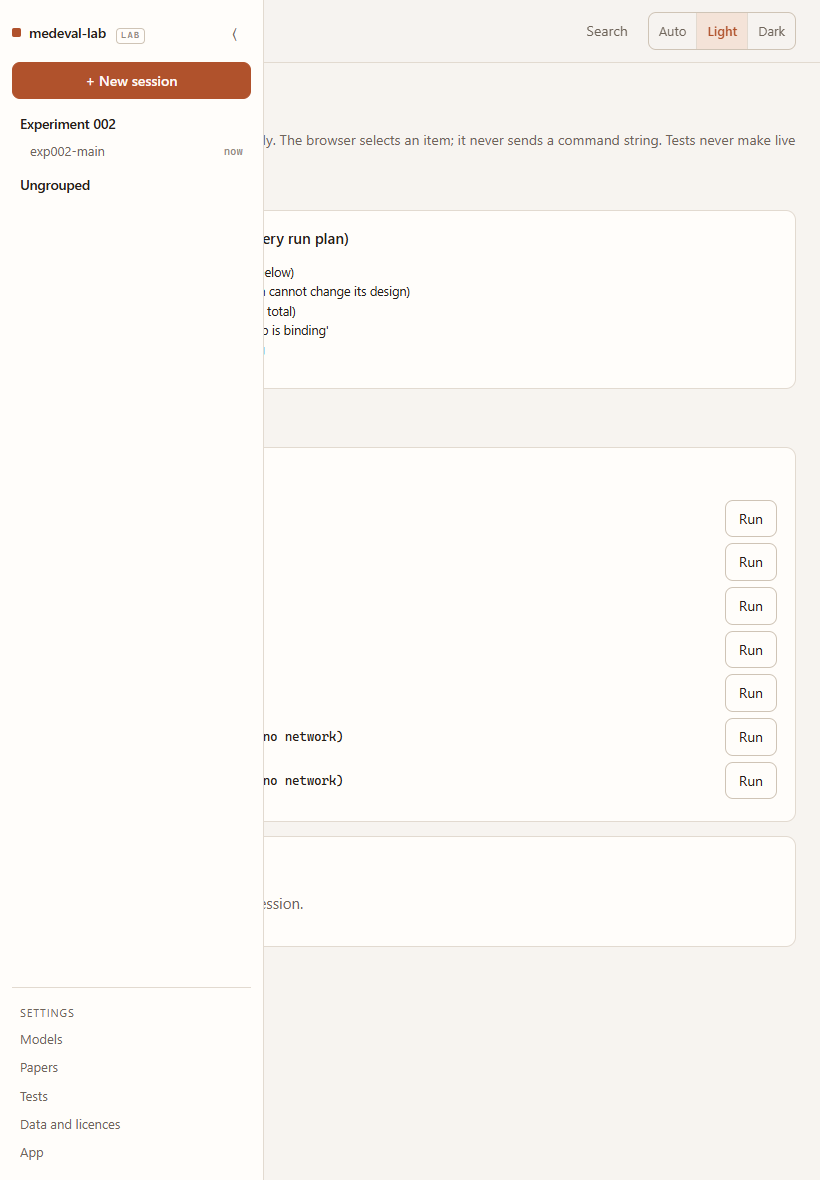 medeval-lab LAB
+ New session
Experiment 002
exp002-main now
Ungrouped
SETTINGS
Models
Papers
Tests
Data and licences
App
Search Auto Light Dark
ly. The browser selects an item; it never sends a command string. Tests never make live
ery run plan)
elow)
cannot change its design)
total)
is binding'
Run
Run
Run
Run
Run
no network) Run
no network) Run
ession.